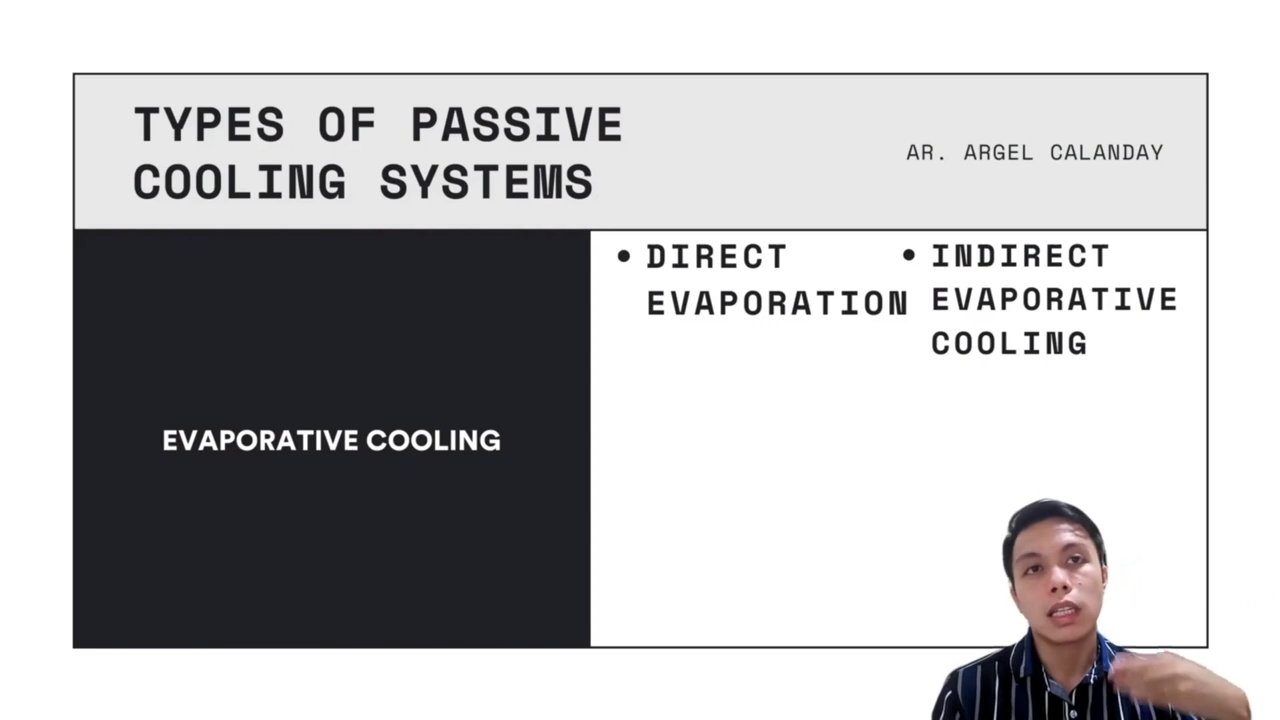 TYPES OF PASSIVE
COOLING SYSTEMS
AR. ARGEL CALANDAY
EVAPORATIVE COOLING
• DIRECT
EVAPORATION
• INDIRECT
EVAPORATIVE
COOLING